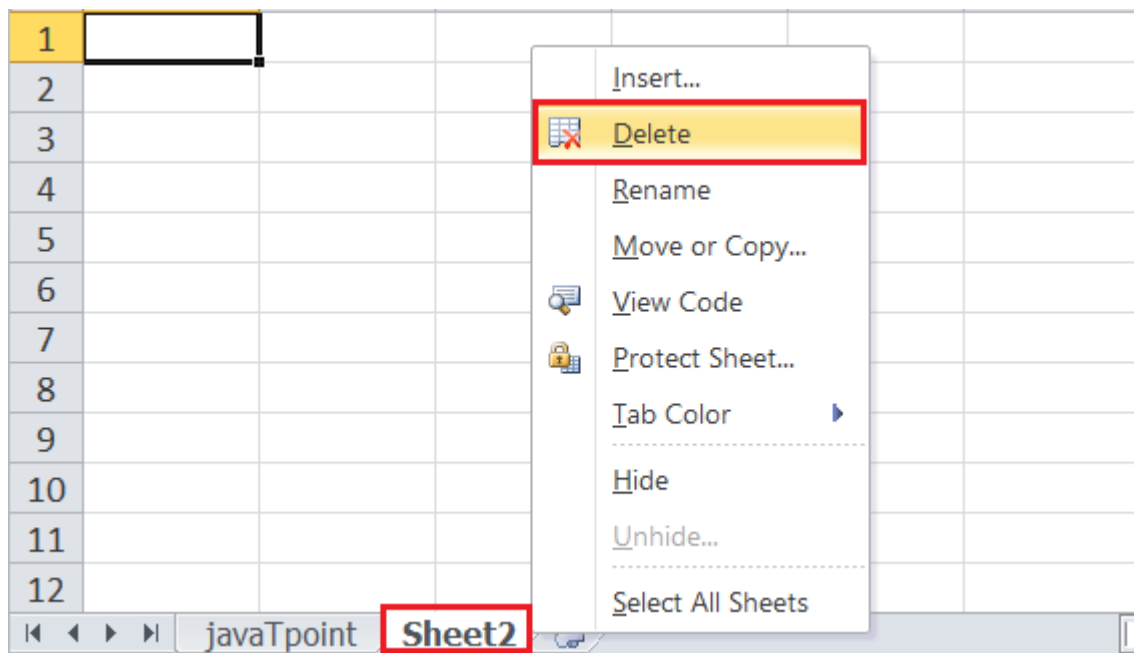 1
2
3
4
5
6
7
8
9
10
11
12
Insert...
Delete
Rename
Move or Copy...
View Code
Protect Sheet...
Tab Color
Hide
Unhide...
Select All Sheets
javaTpoint Sheet2